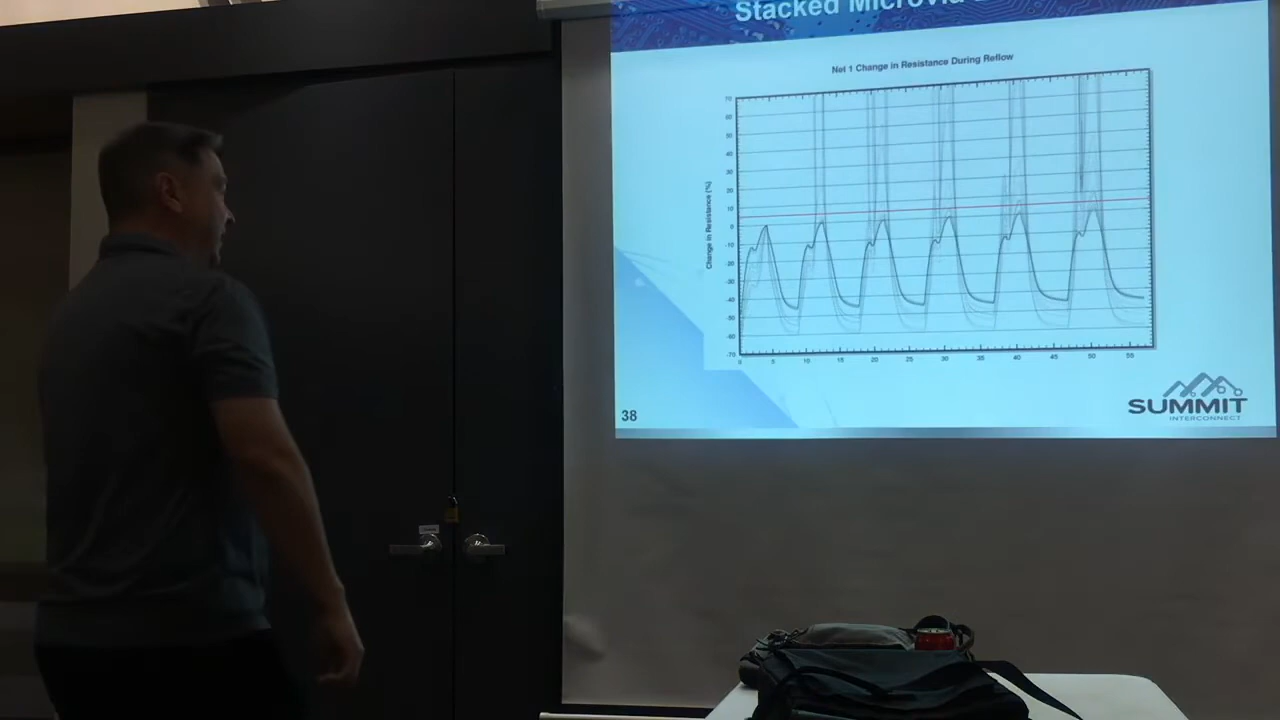 Stacked Microvia
Net 1 Change in Resistance During Reflow
Change in Resistance (%)
70
60
50
40
30
20
10
0
-10
-20
-30
-40
-50
-60
-70
0 5 10 15 20 25 30 35 40 45 50 55
38
SUMMIT
INTERCONNECT